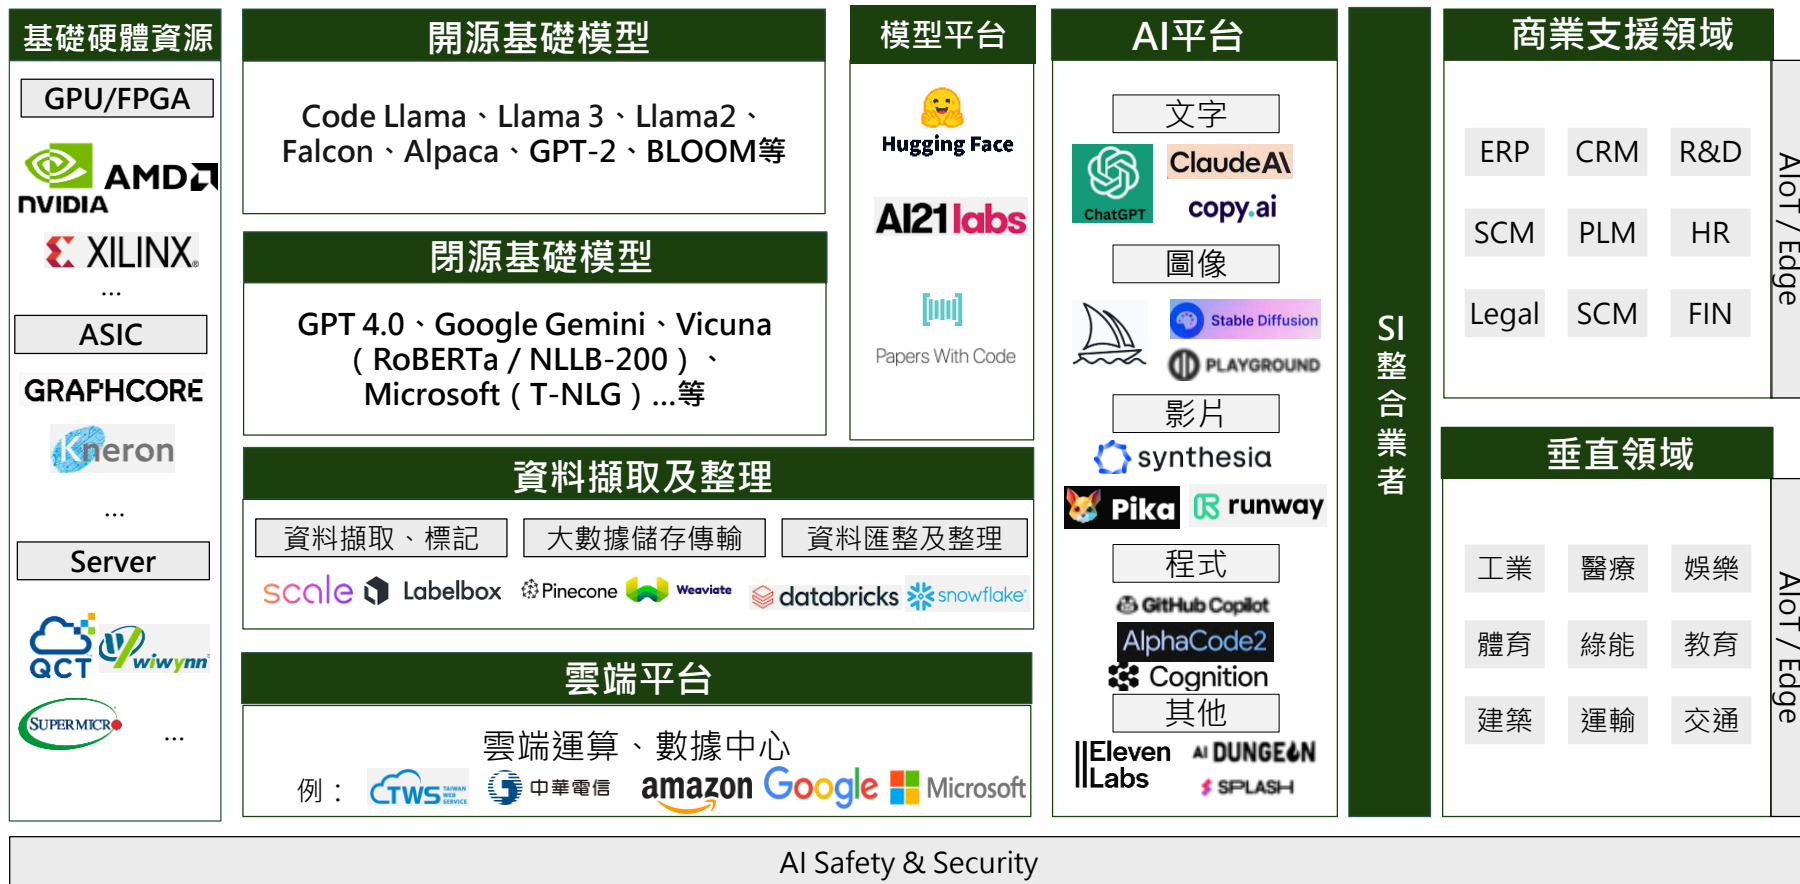 基礎硬體資源
GPU/FPGA
NVIDIA
AMD
XILINX
...
ASIC
GRAFHCORE
Kneron
...
Server
QCT
wiwynn
SUPERMICRO
...
開源基礎模型
Code Llama、Llama 3、Llama2、
Falcon、Alpaca、GPT-2、BLOOM等
閉源基礎模型
GPT 4.0、Google Gemini、Vicuna
(RoBERTa / NLLB-200)、
Microsoft(T-NLG)...等
模型平台
Hugging Face
AI21labs
Papers With Code
資料擷取及整理
資料擷取、標記
大數據儲存傳輸
資料匯整及整理
scale
Labelbox
Pinecone
Weaviate
databricks
snowflake
雲端平台
雲端運算、數據中心
例:
TWS TAIWAN WEB SERVICE
中華電信
amazon
Google
Microsoft
AI平台
文字
ChatGPT
ClaudeAI
copy.ai
圖像
Stable Diffusion
PLAYGROUND
影片
synthesia
Pika
runway
程式
GitHub Copilot
AlphaCode2
Cognition
其他
ElevenLabs
AI DUNGEON
SPLASH
SI
整
合
業
者
商業支援領域
ERP CRM R&D
SCM PLM HR
Legal SCM FIN
AIoT / Edge
垂直領域
工業 醫療 娛樂
體育 綠能 教育
建築 運輸 交通
AIoT / Edge
AI Safety & Security